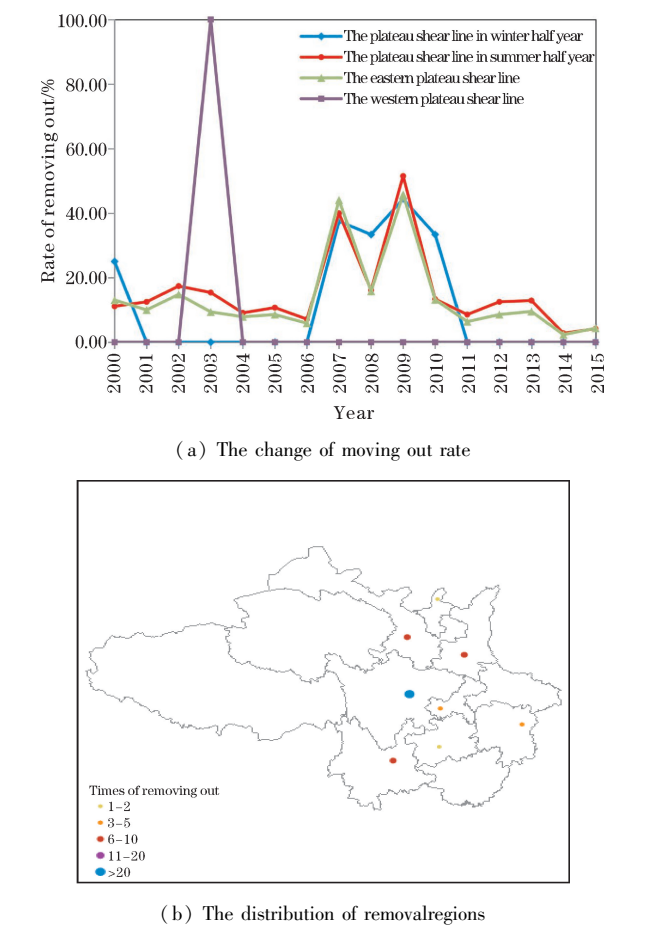 100.00
80.00
60.00
40.00
20.00
0.00
Rate of removing out/%
The plateau shear line in winter half year
The plateau shear line in summer half year
The eastern plateau shear line
The western plateau shear line
2000 2001 2002 2003 2004 2005 2006 2007 2008 2009 2010 2011 2012 2013 2014 2015
Year
(a) The change of moving out rate
Times of removing out
1–2
3–5
6–10
11–20
>20
(b) The distribution of removalregions